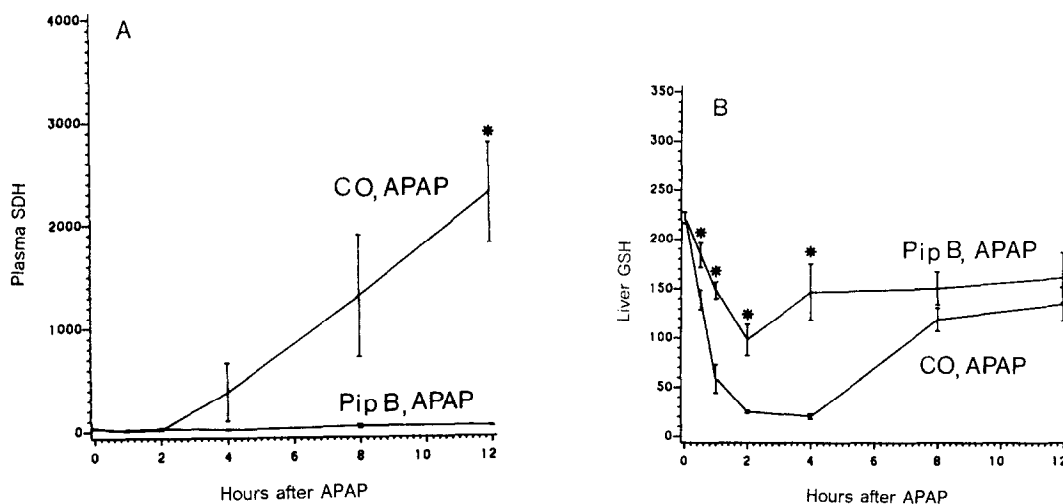 A
4000
3000
2000
1000
0
Plasma SDH
CO, APAP
Pip B, APAP
*
0 2 4 6 8 10 12
Hours after APAP
B
350
300
250
200
150
100
50
0
Liver GSH
Pip B, APAP
CO, APAP
* * * *
0 2 4 6 8 10 12
Hours after APAP